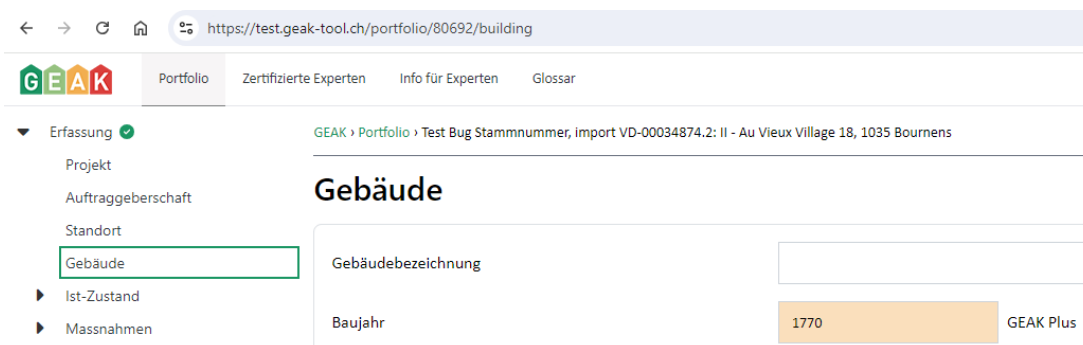 https://test.geak-tool.ch/portfolio/80692/building
GEAK Portfolio Zertifizierte Experten Info für Experten Glossar
Erfassung
GEAK › Portfolio › Test Bug Stammnummer, import VD-00034874.2: II - Au Vieux Village 18, 1035 Bournens
Projekt
Auftraggeberschaft
Gebäude
Standort
Gebäude
Gebäudebezeichnung
Ist-Zustand
Massnahmen
Baujahr 1770 GEAK Plus